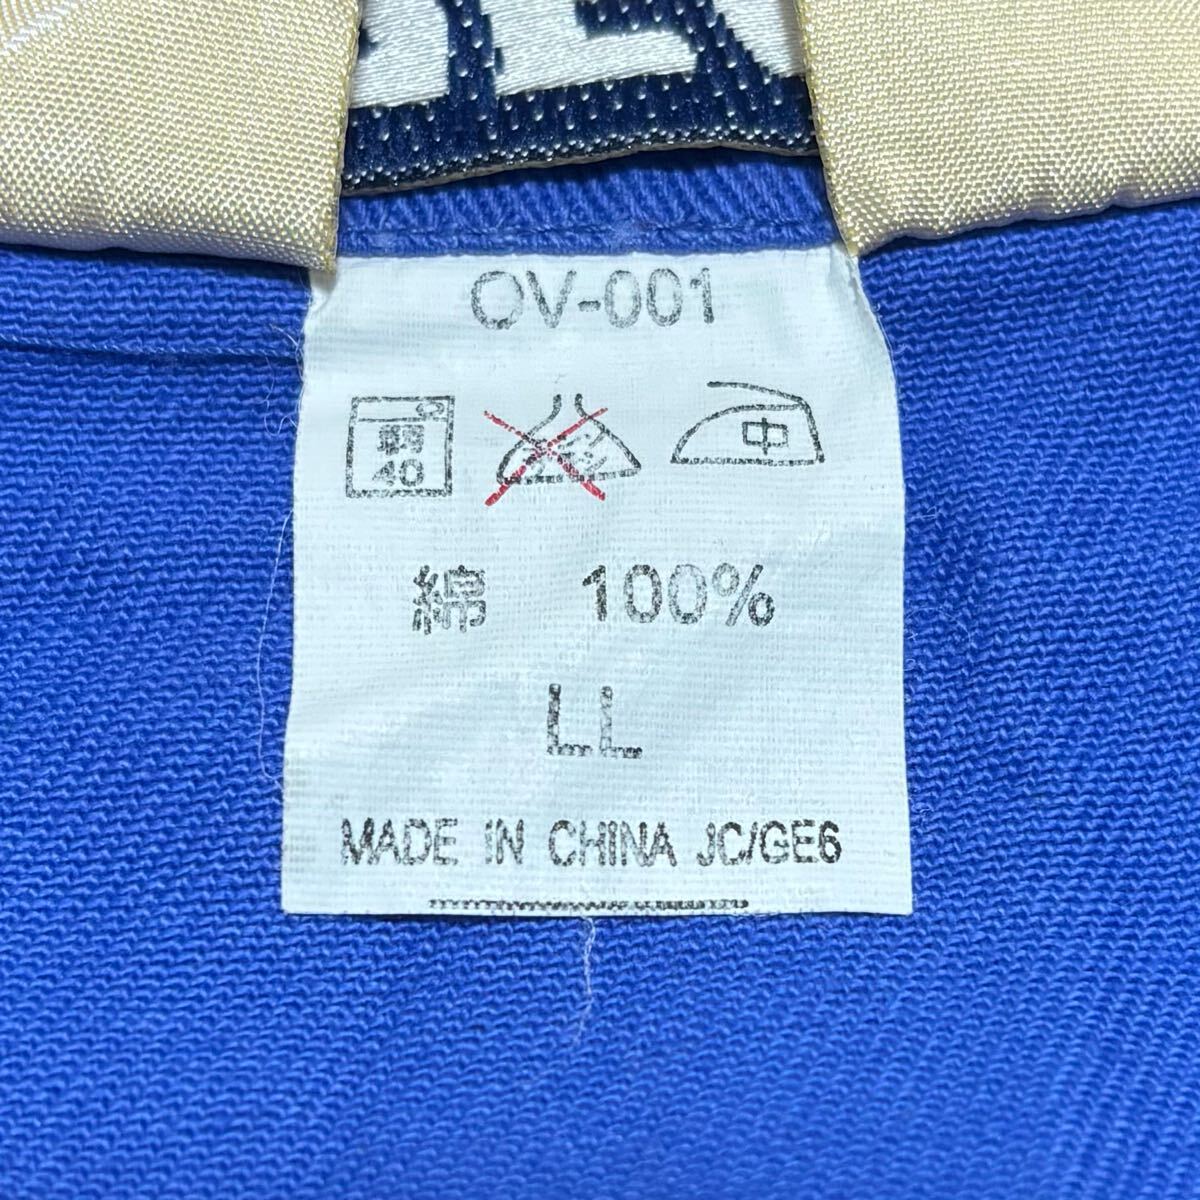 OV-001
弱
40
中
綿 100%
LL
MADE IN CHINA JC/GE6